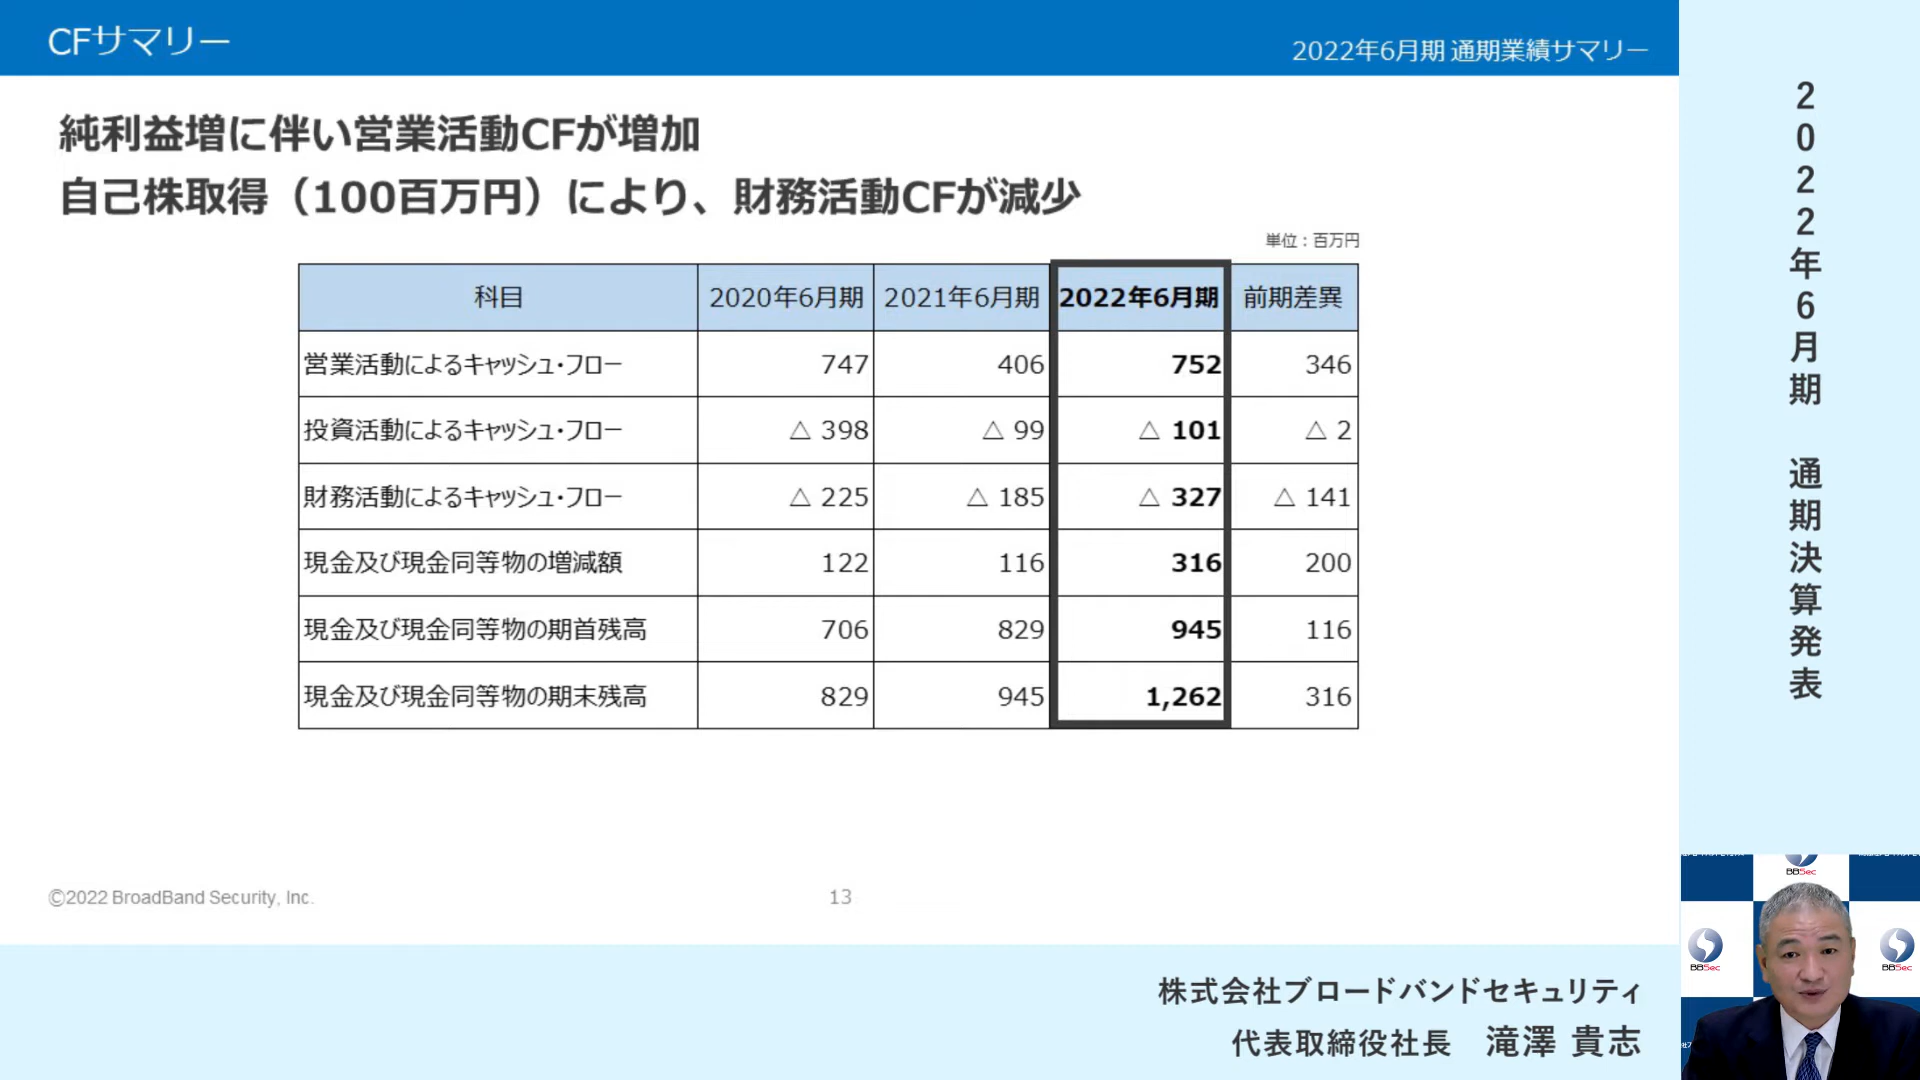 CFサマリー
2022年6月期 通期業績サマリー
純利益増に伴い営業活動CFが増加
自己株取得（100百万円）により、財務活動CFが減少
単位：百万円
科目 2020年6月期 2021年6月期 2022年6月期 前期差異
営業活動によるキャッシュ・フロー 747 406 752 346
投資活動によるキャッシュ・フロー △ 398 △ 99 △ 101 △ 2
財務活動によるキャッシュ・フロー △ 225 △ 185 △ 327 △ 141
現金及び現金同等物の増減額 122 116 316 200
現金及び現金同等物の期首残高 706 829 945 116
現金及び現金同等物の期末残高 829 945 1,262 316
©2022 BroadBand Security, Inc.
13
2022年6月期 通期決算発表
株式会社ブロードバンドセキュリティ
代表取締役社長 滝澤 貴志
BBSec
BBSec
BBSec